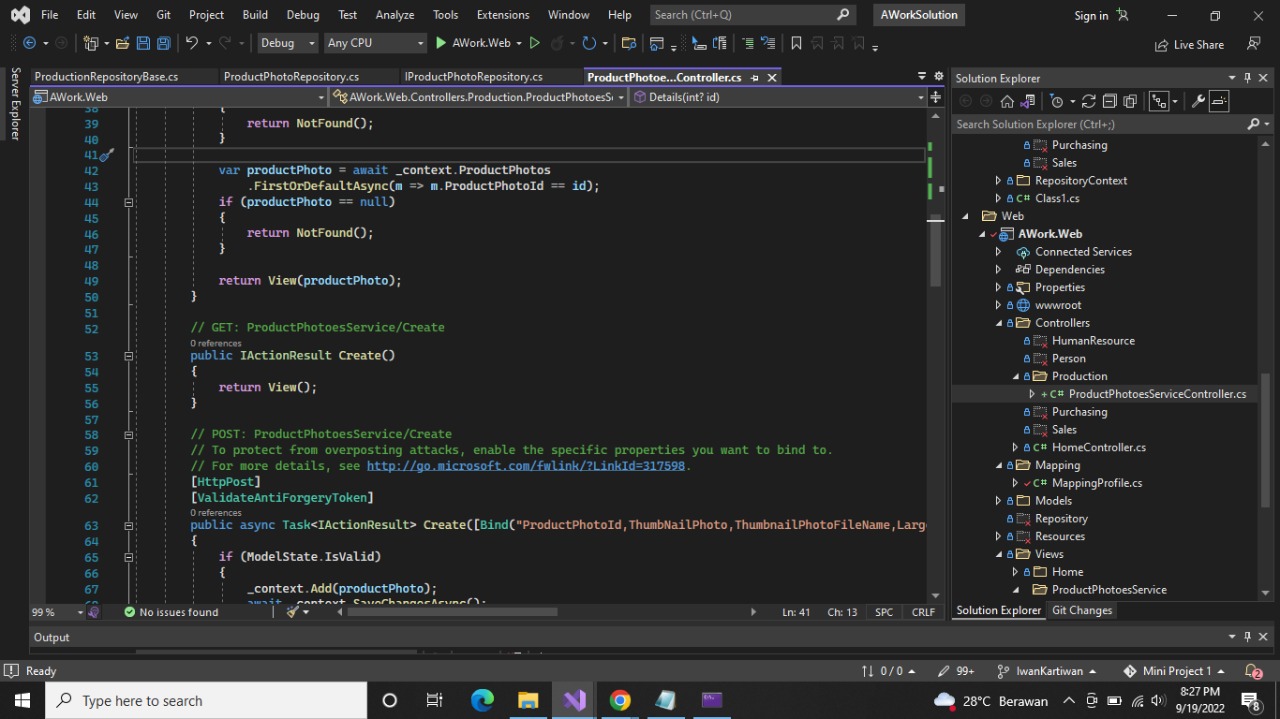 File Edit View Git Project Build Debug Test Analyze Tools Extensions Window Help Search (Ctrl+Q) AWorkSolution Sign in
Debug Any CPU AWork.Web Live Share
Server Explorer
ProductionRepositoryBase.cs ProductPhotoRepository.cs IProductPhotoRepository.cs ProductPhotoe...Controller.cs
AWork.Web AWork.Web.Controllers.Production.ProductPhotoesS Details(int? id)
38 {
39 return NotFound();
40 }
41
42 var productPhoto = await _context.ProductPhotos
43 .FirstOrDefaultAsync(m => m.ProductPhotoId == id);
44 if (productPhoto == null)
45 {
46 return NotFound();
47 }
48
49 return View(productPhoto);
50 }
51
52 // GET: ProductPhotoesService/Create
0 references
53 public IActionResult Create()
54 {
55 return View();
56 }
57
58 // POST: ProductPhotoesService/Create
59 // To protect from overposting attacks, enable the specific properties you want to bind to.
60 // For more details, see http://go.microsoft.com/fwlink/?LinkId=317598.
61 [HttpPost]
62 [ValidateAntiForgeryToken]
0 references
63 public async Task<IActionResult> Create([Bind("ProductPhotoId,ThumbNailPhoto,ThumbnailPhotoFileName,Large
64 {
65 if (ModelState.IsValid)
66 {
67 _context.Add(productPhoto);
68 await _context.SaveChangesAsync();
99 % No issues found Ln: 41 Ch: 13 SPC CRLF
Output
Solution Explorer
Search Solution Explorer (Ctrl+;)
Purchasing
Sales
RepositoryContext
C# Class1.cs
Web
AWork.Web
Connected Services
Dependencies
Properties
wwwroot
Controllers
HumanResource
Person
Production
+ C# ProductPhotoesServiceController.cs
Purchasing
Sales
C# HomeController.cs
Mapping
C# MappingProfile.cs
Models
Repository
Resources
Views
Home
ProductPhotoesService
Solution Explorer Git Changes
Ready 0 / 0 99+ IwanKartiwan Mini Project 1 2
Type here to search 28°C Berawan 8:27 PM
9/19/2022 8